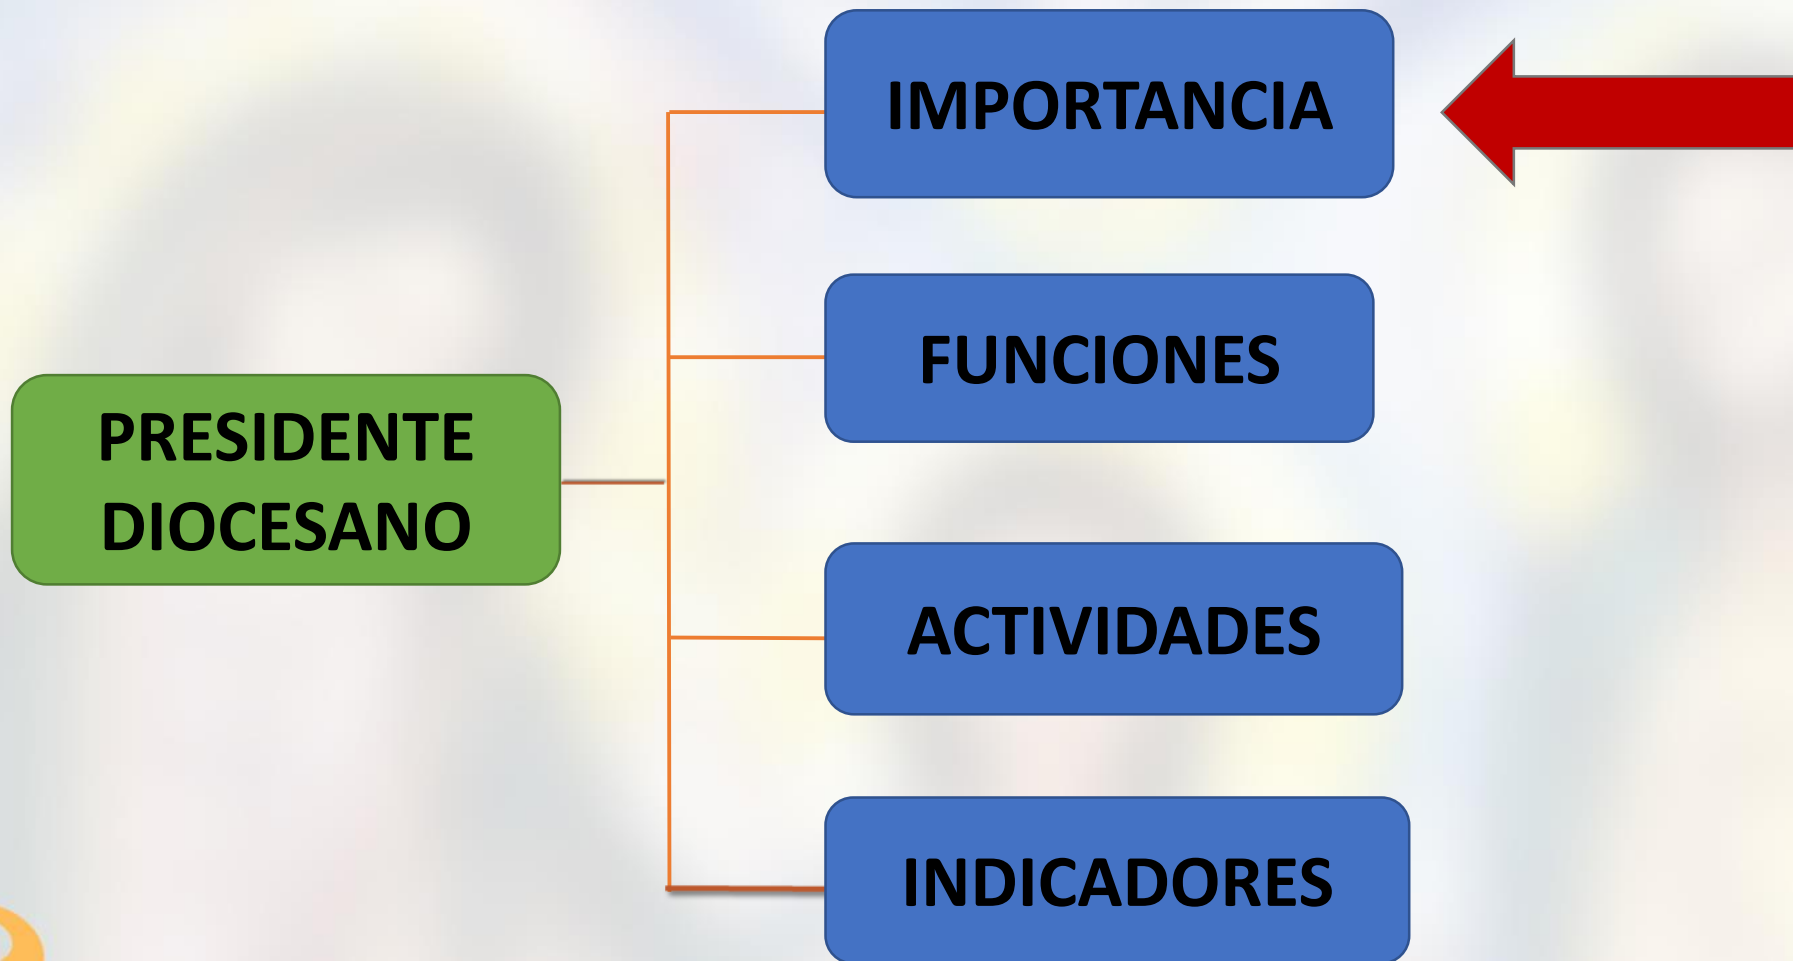 IMPORTANCIA
FUNCIONES
PRESIDENTE
DIOCESANO
ACTIVIDADES
INDICADORES